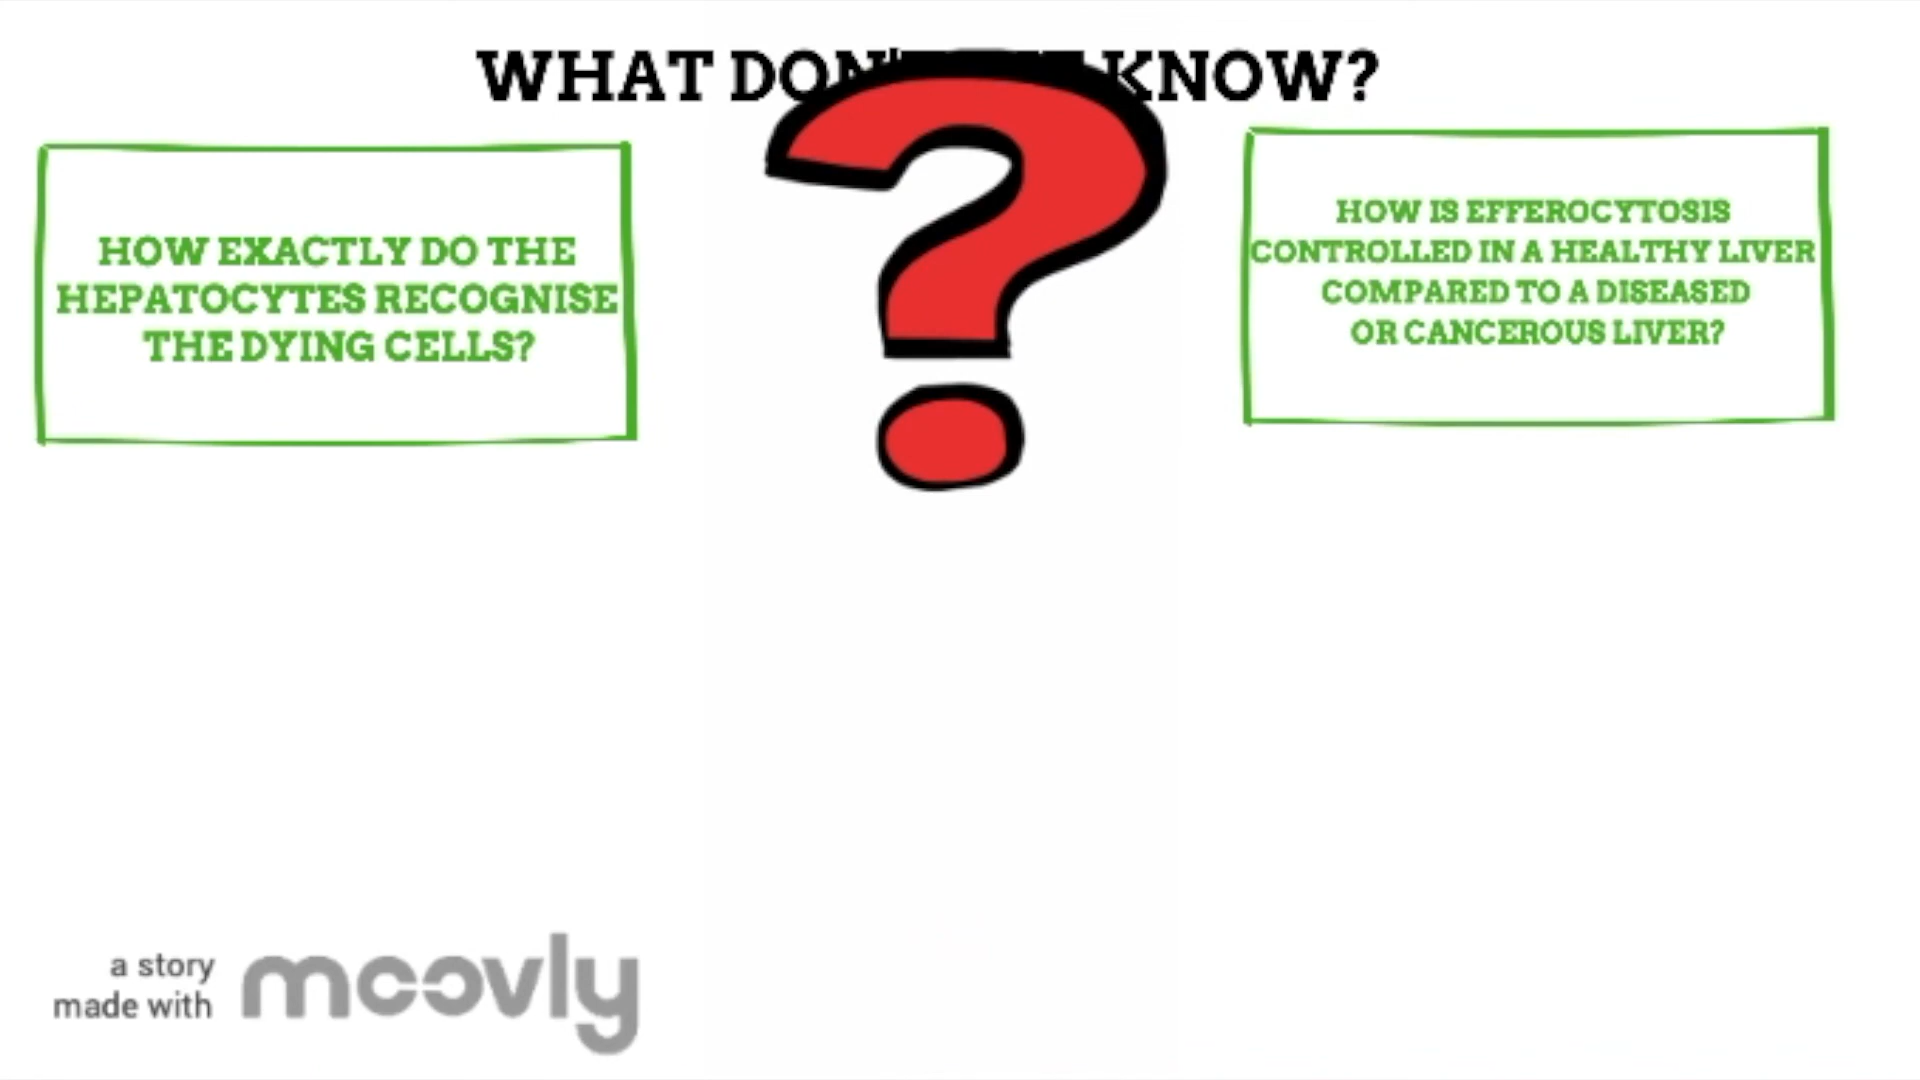 WHAT DON'T KNOW?
HOW EXACTLY DO THE
HEPATOCYTES RECOGNISE
THE DYING CELLS?
HOW IS EFFEROCYTOSIS
CONTROLLED IN A HEALTHY LIVER
COMPARED TO A DISEASED
OR CANCEROUS LIVER?
a story
made with
moovly